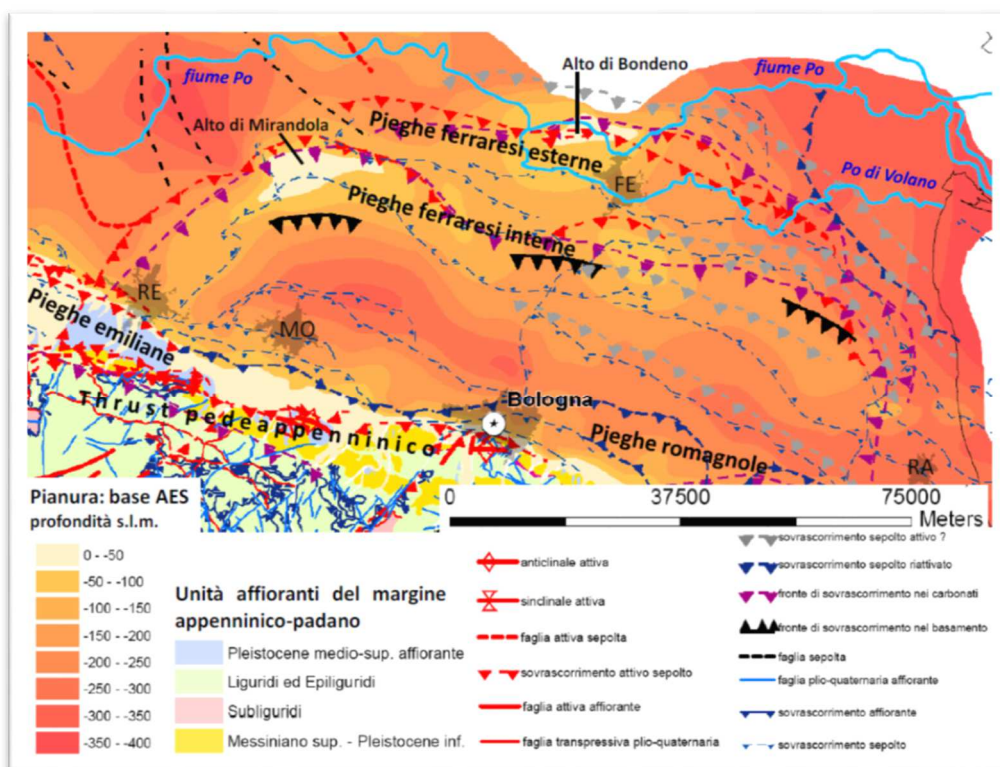 Alto di Bondeno
fiume Po
fiume Po
Alto di Mirandola
Pieghe ferraresi esterne
FE
Po di Volano
Pieghe ferraresi interne
RE
Pieghe emiliane
MO
Bologna
Thrust pedeappenninico
Pieghe romagnole
RA
Pianura: base AES
profondità s.l.m.
0 37500 75000
Meters
0 - -50
-50 - -100
-100 - -150
-150 - -200
-200 - -250
-250 - -300
-300 - -350
-350 - -400
Unità affioranti del margine
appenninico-padano
Pleistocene medio-sup. affiorante
Liguridi ed Epiliguridi
Subliguridi
Messiniano sup. - Pleistocene inf.
anticlinale attiva
sinclinale attiva
faglia attiva sepolta
sovrascorrimento attivo sepolto
faglia attiva affiorante
faglia transpressiva plio-quaternaria
sovrascorrimento sepolto attivo ?
sovrascorrimento sepolto riattivato
fronte di sovrascorrimento nei carbonati
fronte di sovrascorrimento nel basamento
faglia sepolta
faglia plio-quaternaria affiorante
sovrascorrimento affiorante
sovrascorrimento sepolto